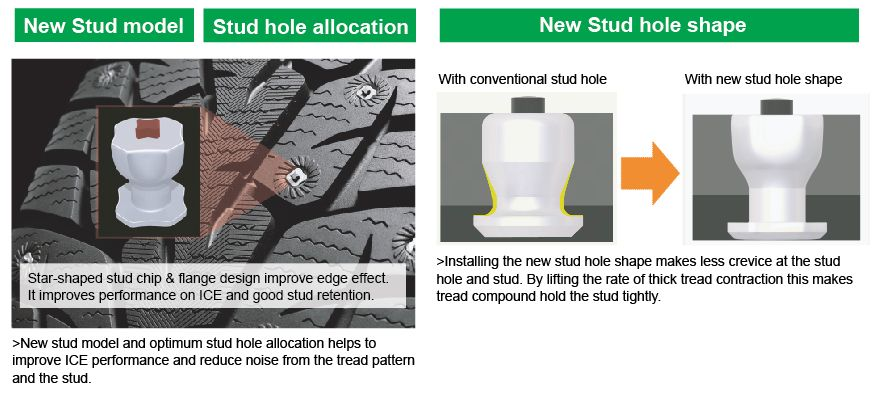 New Stud model
Stud hole allocation
Star-shaped stud chip & flange design improve edge effect.
It improves performance on ICE and good stud retention.
>New stud model and optimum stud hole allocation helps to
improve ICE performance and reduce noise from the tread pattern
and the stud.
New Stud hole shape
With conventional stud hole
With new stud hole shape
>Installing the new stud hole shape makes less crevice at the stud
hole and stud. By lifting the rate of thick tread contraction this makes
tread compound hold the stud tightly.